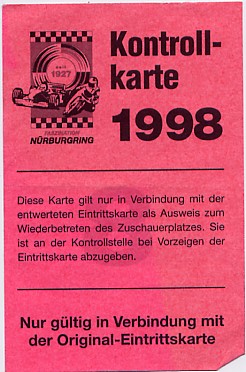 Kontroll-
karte
1998
seit
1927
FASZINATION
NÜRBURGRING
Diese Karte gilt nur in Verbindung mit der
entwerteten Eintrittskarte als Ausweis zum
Wiederbetreten des Zuschauerplatzes. Sie
ist an der Kontrollstelle bei Vorzeigen der
Eintrittskarte abzugeben.
Nur gültig in Verbindung mit
der Original-Eintrittskarte